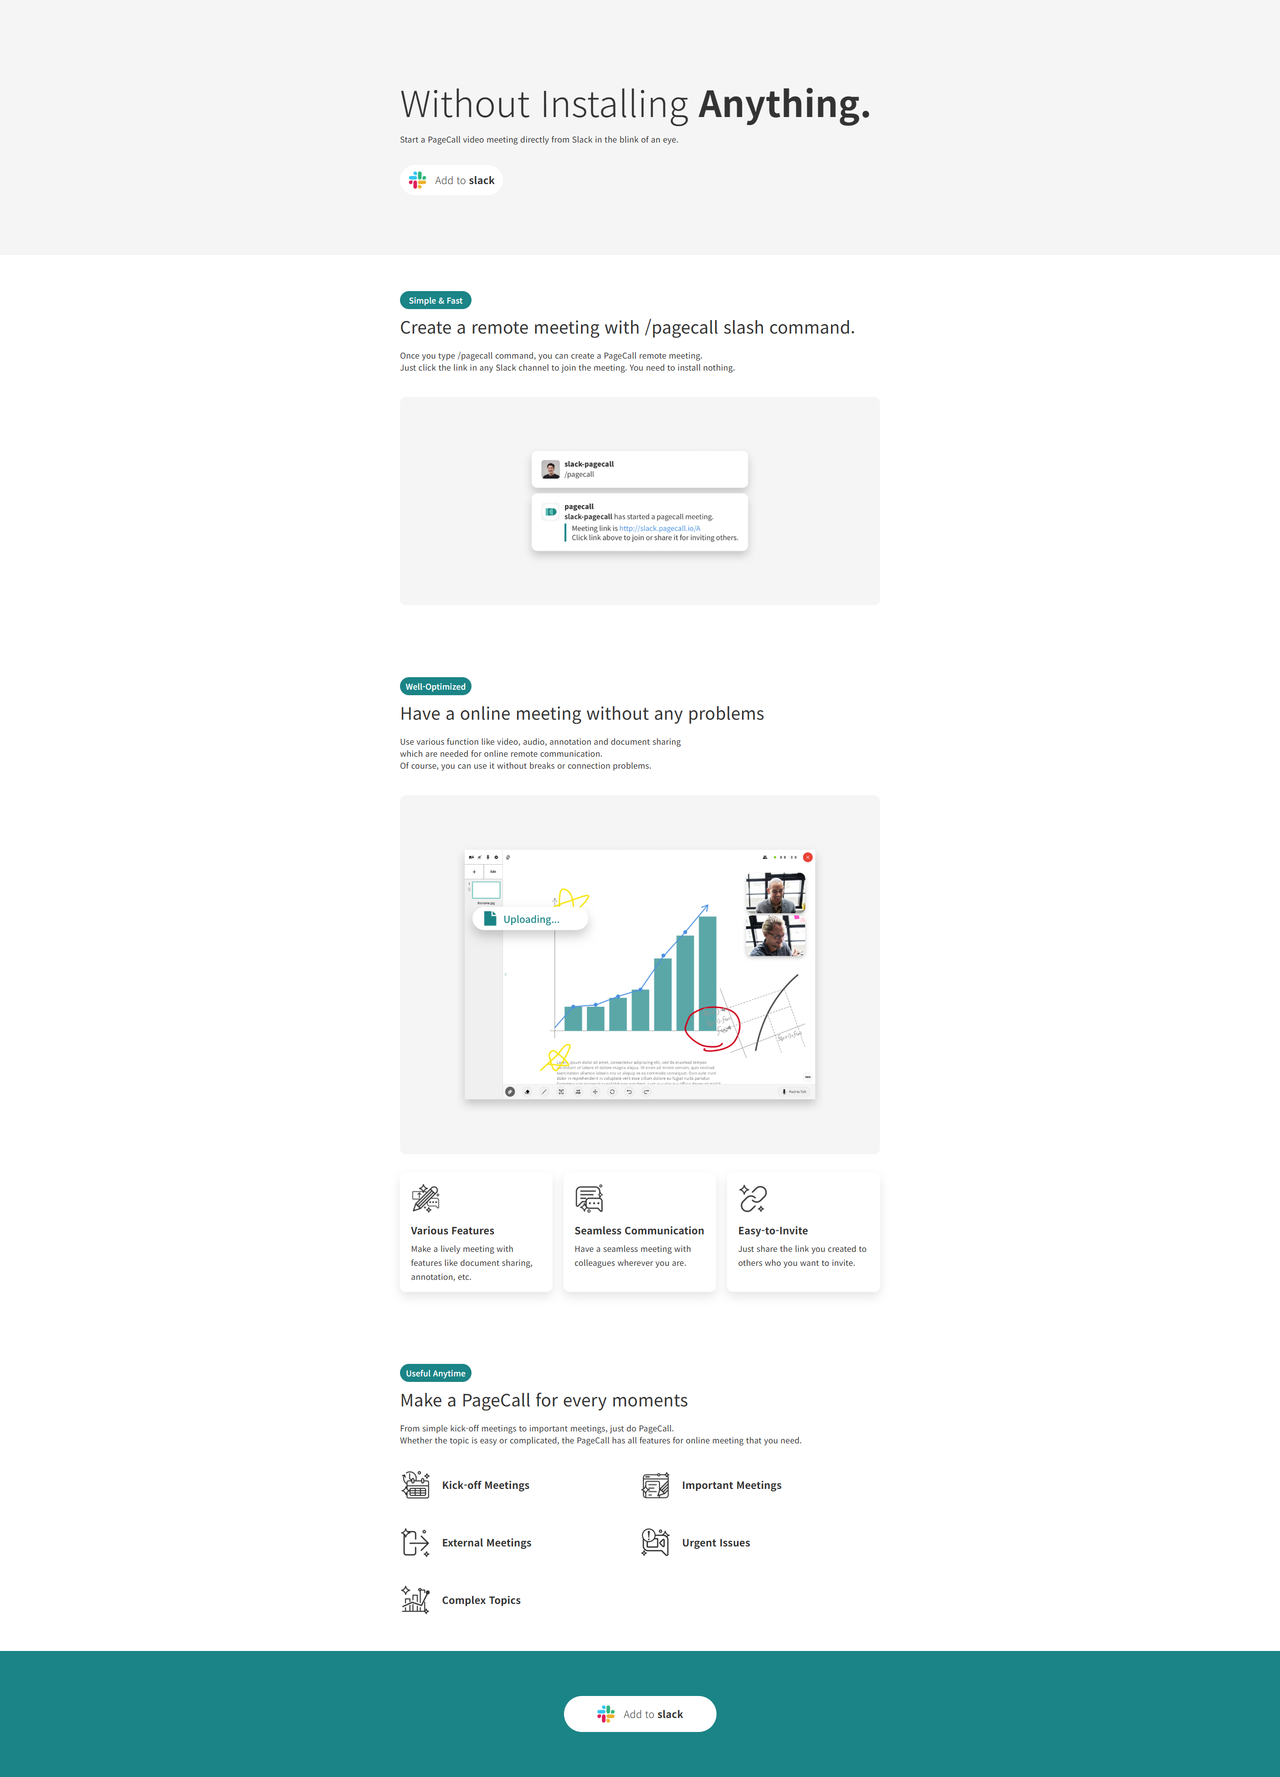 Without Installing Anything.
Start a PageCall video meeting directly from Slack in the blink of an eye.
Add to slack
Simple & Fast
Create a remote meeting with /pagecall slash command.
Once you type /pagecall command, you can create a PageCall remote meeting.
Just click the link in any Slack channel to join the meeting. You need to install nothing.
slack-pagecall
/pagecall
pagecall
slack-pagecall has started a pagecall meeting.
Meeting link is http://slack.pagecall.io/A
Click link above to join or share it for inviting others.
Well-Optimized
Have a online meeting without any problems
Use various function like video, audio, annotation and document sharing
which are needed for online remote communication.
Of course, you can use it without breaks or connection problems.
Uploading...
Push to Talk
Various Features
Make a lively meeting with
features like document sharing,
annotation, etc.
Seamless Communication
Have a seamless meeting with
colleagues wherever you are.
Easy-to-Invite
Just share the link you created to
others who you want to invite.
Useful Anytime
Make a PageCall for every moments
From simple kick-off meetings to important meetings, just do PageCall.
Whether the topic is easy or complicated, the PageCall has all features for online meeting that you need.
Kick-off Meetings
Important Meetings
External Meetings
Urgent Issues
Complex Topics
Add to slack